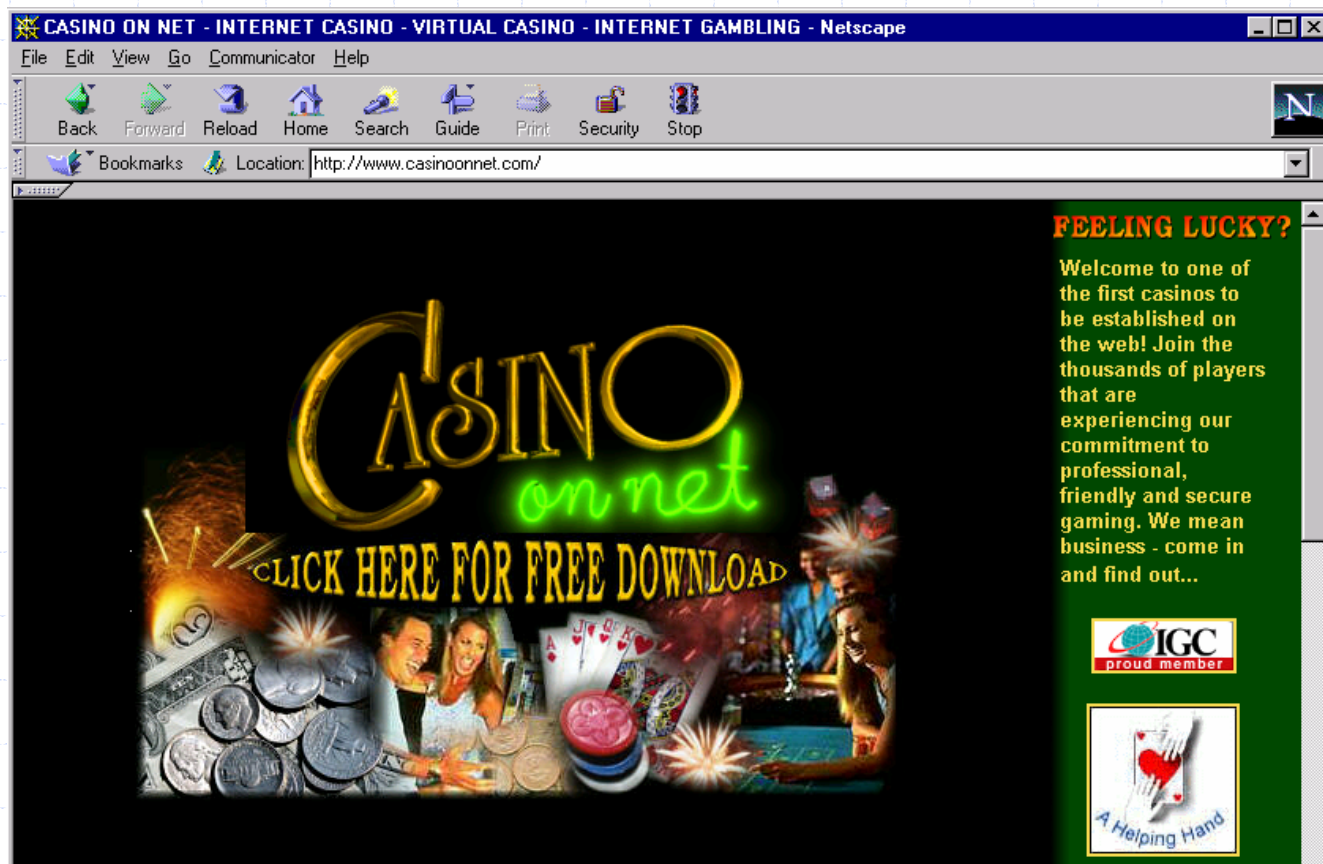 CASINO ON NET - INTERNET CASINO - VIRTUAL CASINO - INTERNET GAMBLING - Netscape
File Edit View Go Communicator Help
Back Forward Reload Home Search Guide Print Security Stop
N
Bookmarks Location: http://www.casinoonnet.com/
FEELING LUCKY?
Welcome to one of
the first casinos to
be established on
the web! Join the
thousands of players
that are
experiencing our
commitment to
professional,
friendly and secure
gaming. We mean
business - come in
and find out...
CASINO
on net
CLICK HERE FOR FREE DOWNLOAD
A J Q K
IGC
proud member
A Helping Hand